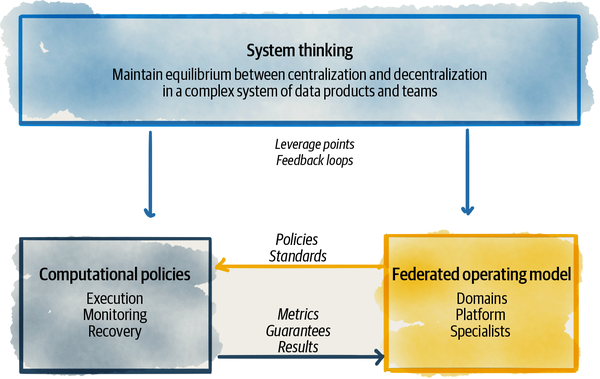 System thinking
Maintain equilibrium between centralization and decentralization
in a complex system of data products and teams
Leverage points
Feedback loops
Policies
Standards
Computational policies
Execution
Monitoring
Recovery
Federated operating model
Domains
Platform
Specialists
Metrics
Guarantees
Results